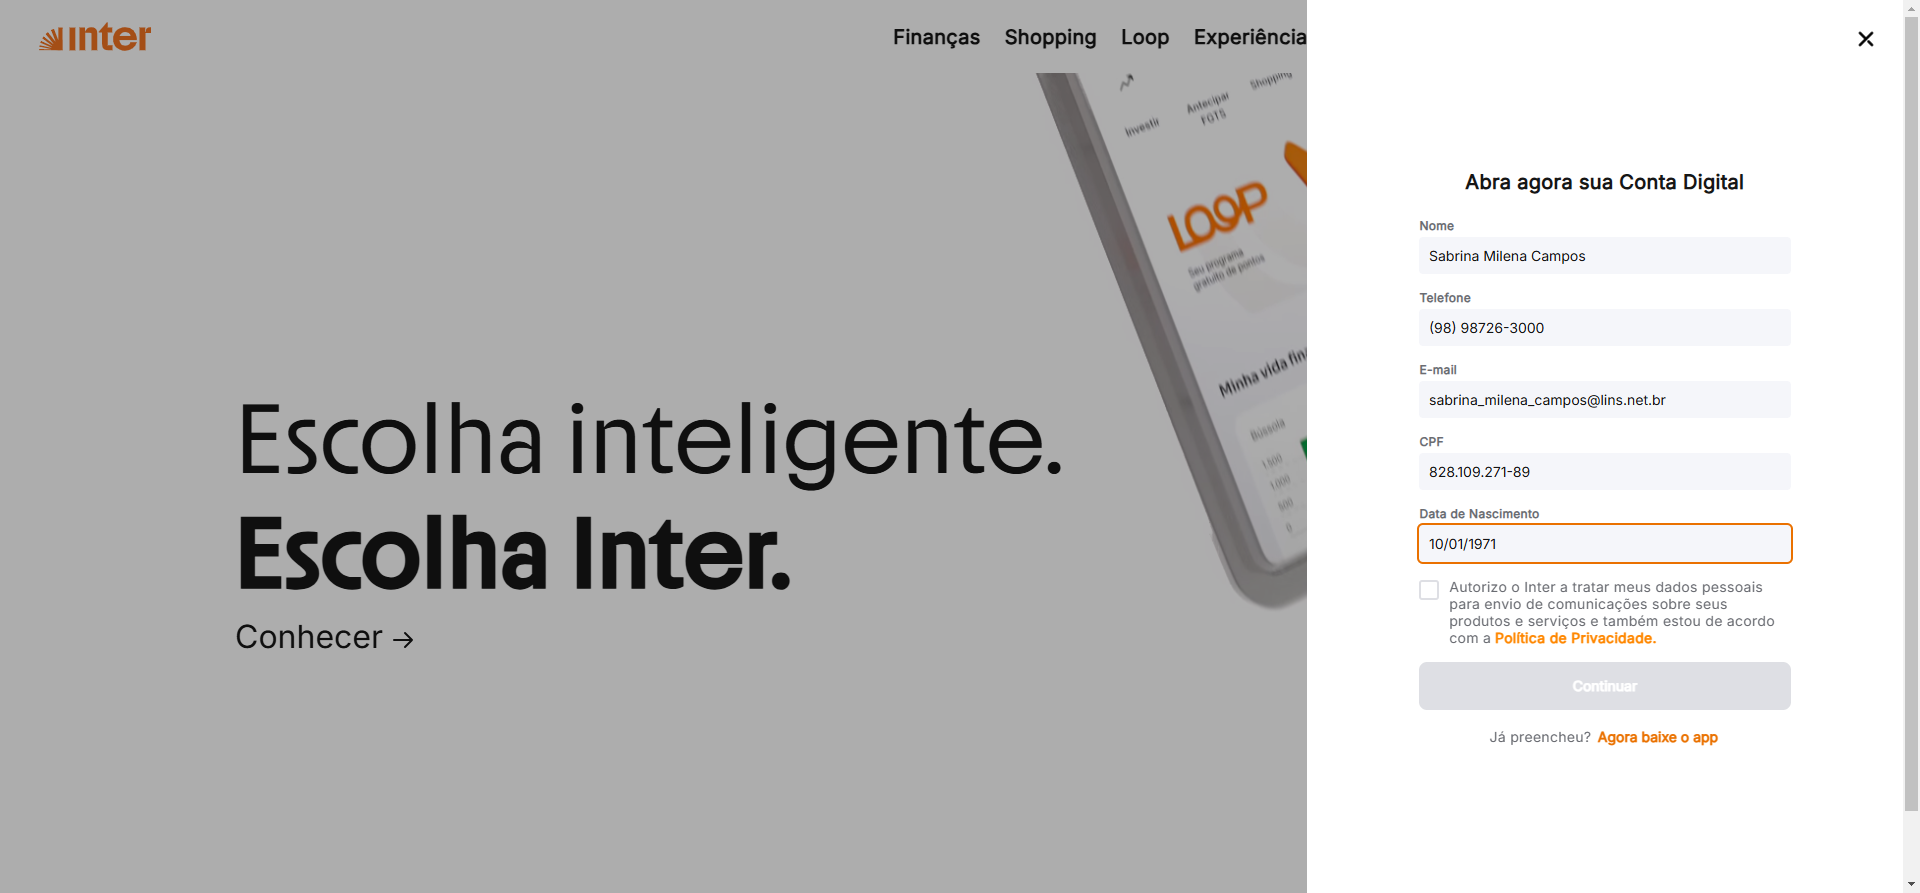 inter
Finanças Shopping Loop Experiência
Investir
Antecipar
FGTS
Shopping
LOOP
Seu programa
gratuito de pontos
Minha vida fin
Bússola
1.500
1.000
500
0
Escolha inteligente.
Escolha Inter.
Conhecer →
Abra agora sua Conta Digital
Nome
Sabrina Milena Campos
Telefone
(98) 98726-3000
E-mail
sabrina_milena_campos@lins.net.br
CPF
828.109.271-89
Data de Nascimento
10/01/1971
Autorizo o Inter a tratar meus dados pessoais
para envio de comunicações sobre seus
produtos e serviços e também estou de acordo
com a Política de Privacidade.
Continuar
Já preencheu? Agora baixe o app